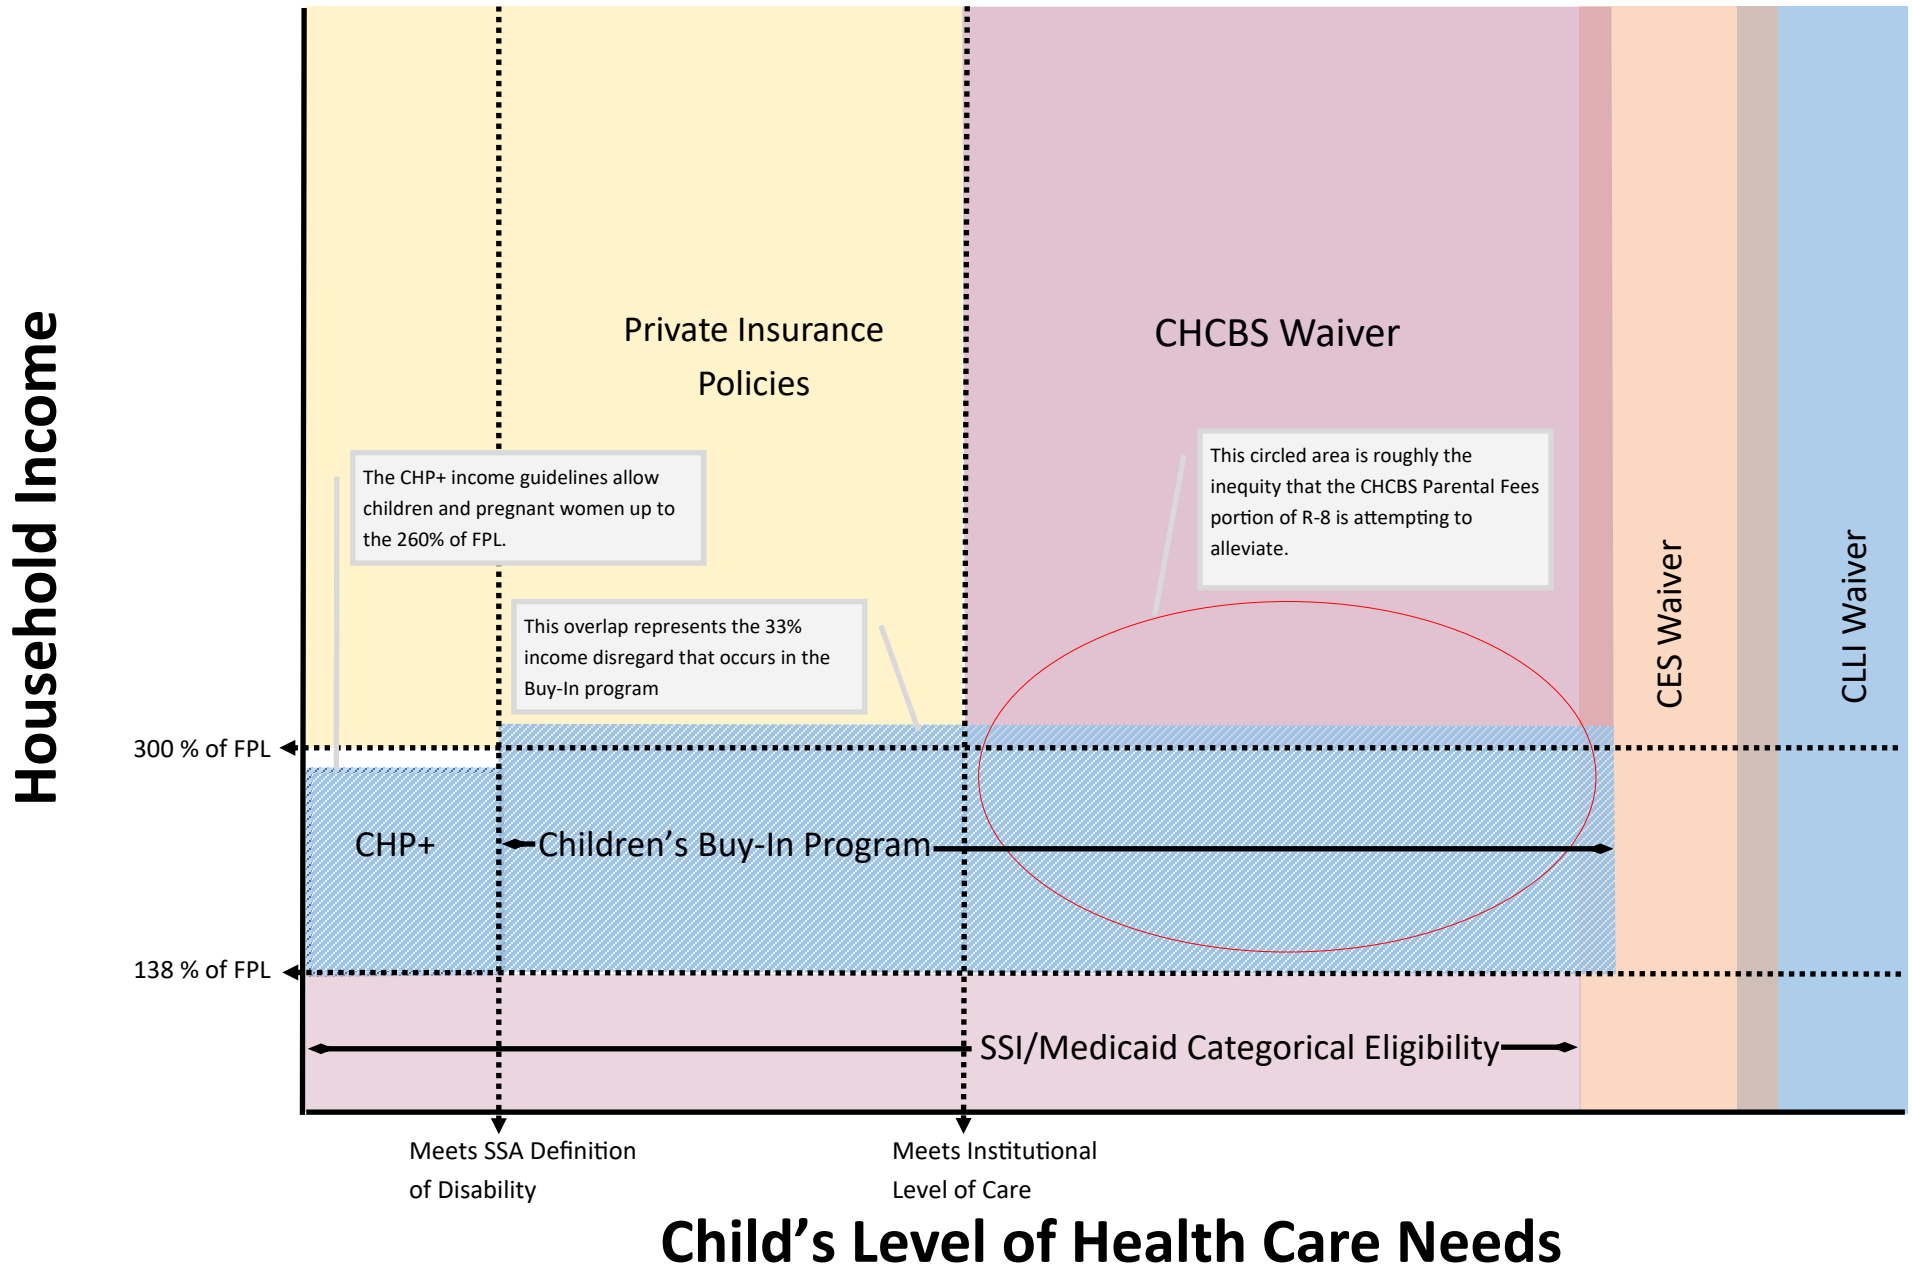 Household Income
Private Insurance
Policies
CHCBS Waiver
The CHP+ income guidelines allow
children and pregnant women up to
the 260% of FPL.
This circled area is roughly the
inequity that the CHCBS Parental Fees
portion of R-8 is attempting to
alleviate.
This overlap represents the 33%
income disregard that occurs in the
Buy-In program
CES Waiver
CLLI Waiver
300 % of FPL
CHP+
Children’s Buy-In Program
138 % of FPL
SSI/Medicaid Categorical Eligibility
Meets SSA Definition
of Disability
Meets Institutional
Level of Care
Child’s Level of Health Care Needs